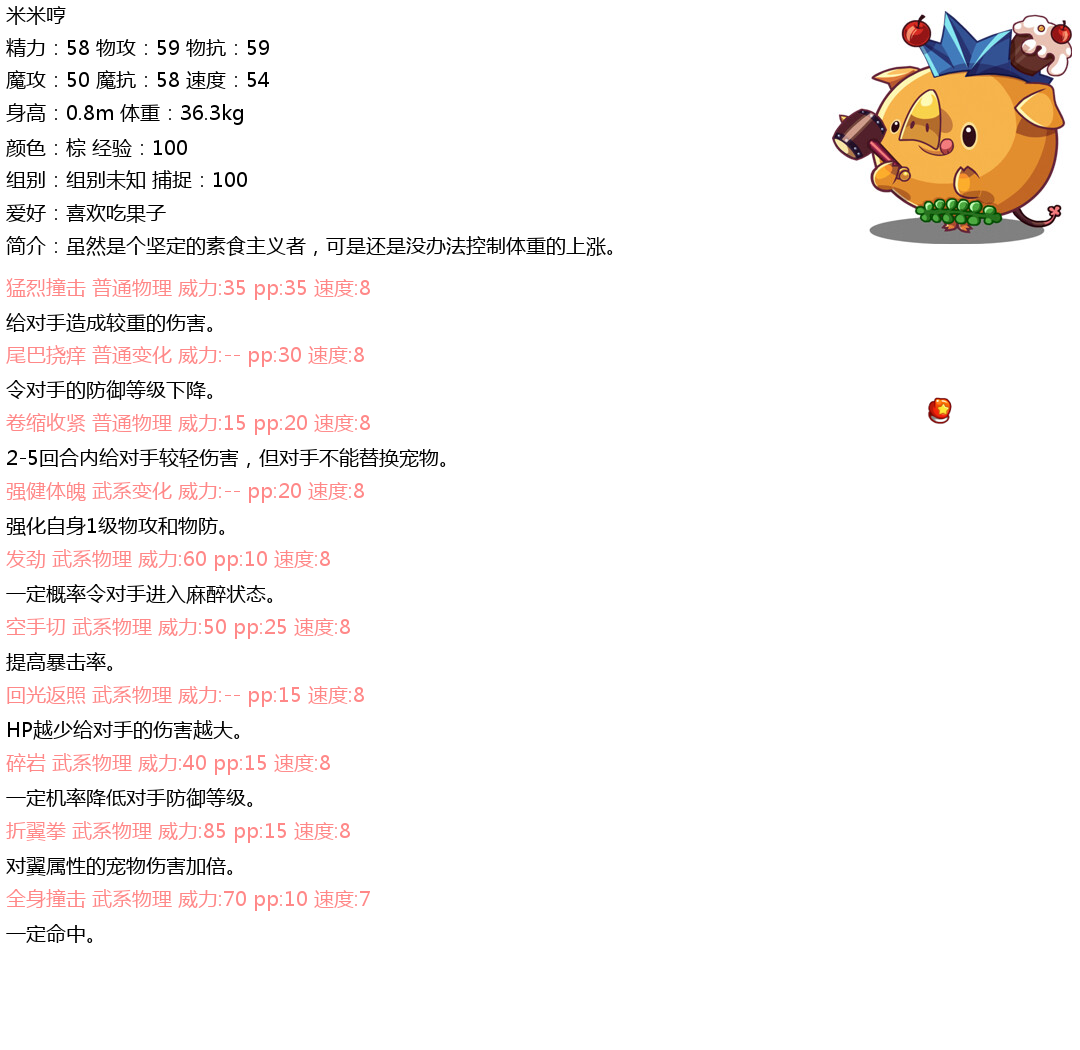 米米哼
精力：58 物攻：59 物抗：59
魔攻：50 魔抗：58 速度：54
身高：0.8m 体重：36.3kg
颜色：棕 经验：100
组别：组别未知 捕捉：100
爱好：喜欢吃果子
简介：虽然是个坚定的素食主义者，可是还是没办法控制体重的上涨。
猛烈撞击 普通物理 威力:35 pp:35 速度:8
给对手造成较重的伤害。
尾巴挠痒 普通变化 威力:-- pp:30 速度:8
令对手的防御等级下降。
卷缩收紧 普通物理 威力:15 pp:20 速度:8
2-5回合内给对手较轻伤害，但对手不能替换宠物。
强健体魄 武系变化 威力:-- pp:20 速度:8
强化自身1级物攻和物防。
发劲 武系物理 威力:60 pp:10 速度:8
一定概率令对手进入麻醉状态。
空手切 武系物理 威力:50 pp:25 速度:8
提高暴击率。
回光返照 武系物理 威力:-- pp:15 速度:8
HP越少给对手的伤害越大。
碎岩 武系物理 威力:40 pp:15 速度:8
一定机率降低对手防御等级。
折翼拳 武系物理 威力:85 pp:15 速度:8
对翼属性的宠物伤害加倍。
全身撞击 武系物理 威力:70 pp:10 速度:7
一定命中。